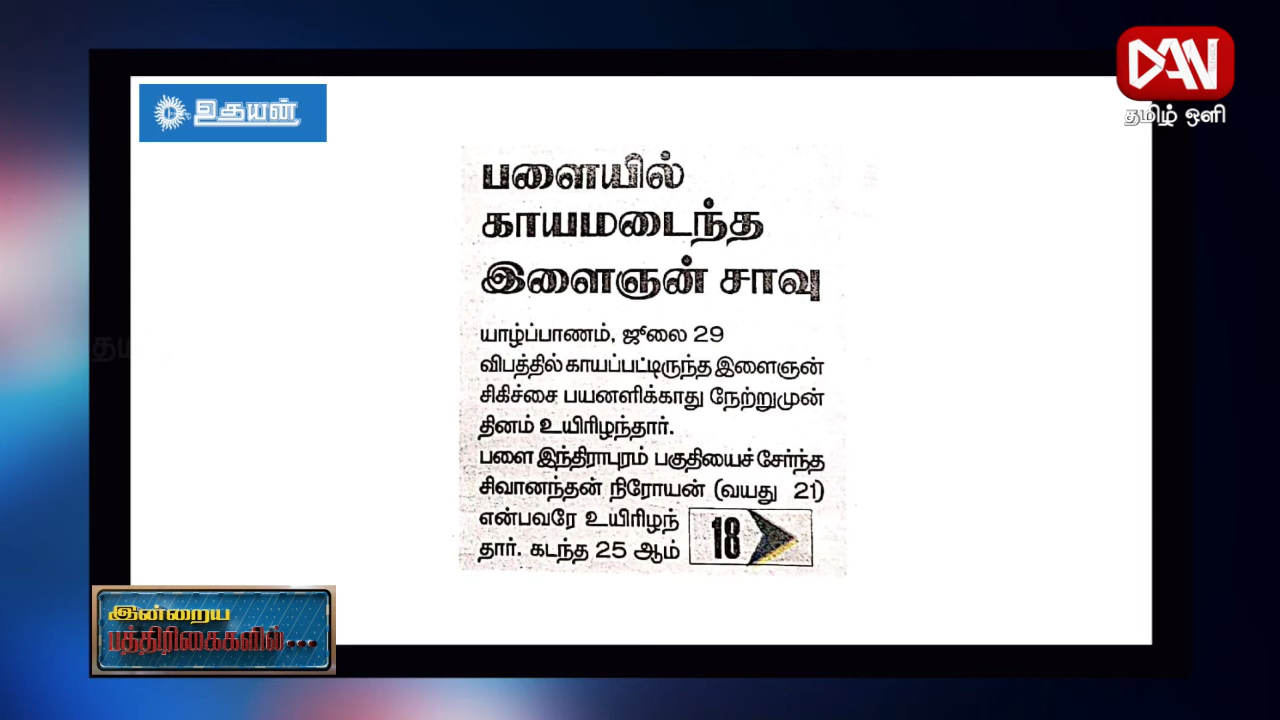 உதயன்
DAN
தமிழ் ஒளி
பளையில்
காயமடைந்த
இளைஞன் சாவு
யாழ்ப்பாணம், ஜூலை 29
விபத்தில் காயப்பட்டிருந்த இளைஞன்
சிகிச்சை பயனளிக்காது நேற்றுமுன்
தினம் உயிரிழந்தார்.
பளை இந்திராபுரம் பகுதியைச் சேர்ந்த
சிவானந்தன் நிரோயன் (வயது 21)
என்பவரே உயிரிழந்
தார். கடந்த 25 ஆம்
18
இன்றைய
பத்திரிகைகளில்...